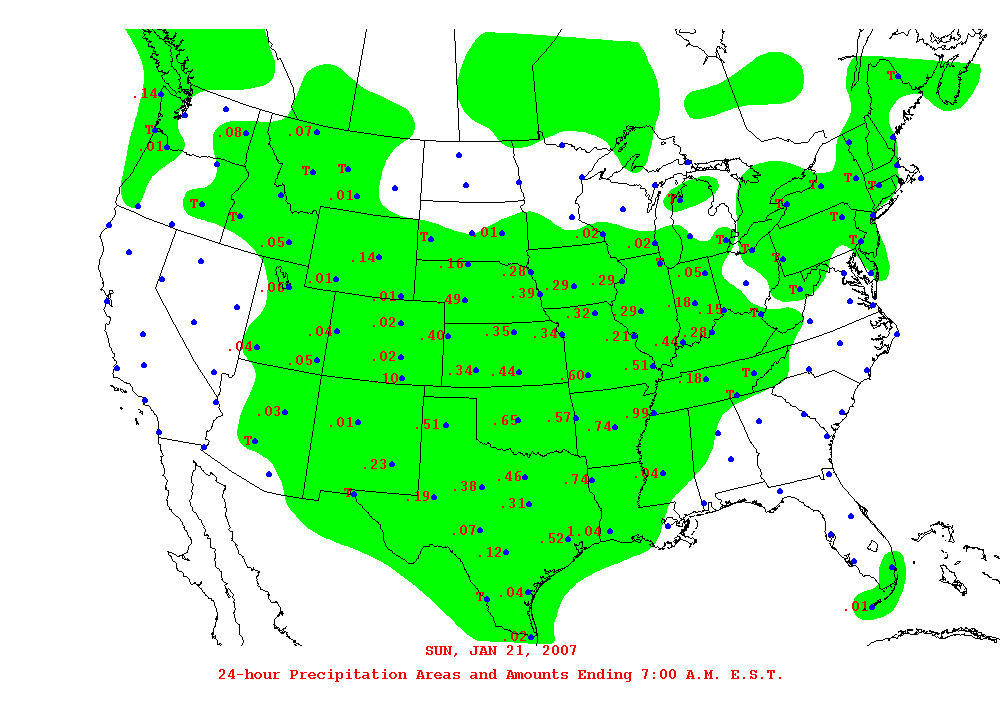 T
.14
T
.08
.07
.01
T
T
.01
T
T
T
T
T
T
T
T
.01
.02
.02
T
T
T
.05
.14
T
T
.16
.28
.05
.01
.29
.29
T
.01
.39
.49
.18
.15
.32
.29
T
.02
.04
.40
.35
.34
.21
.28
.44
.04
.02
.05
.34
.44
.51
T
.10
.60
.18
T
.03
.99
.65
.57
.01
.51
.74
T
.23
.46
.04
.38
.74
T
.19
.31
.07
1.04
.52
.12
.04
T
.01
.02
SUN, JAN 21, 2007
24-hour Precipitation Areas and Amounts Ending 7:00 A.M. E.S.T.